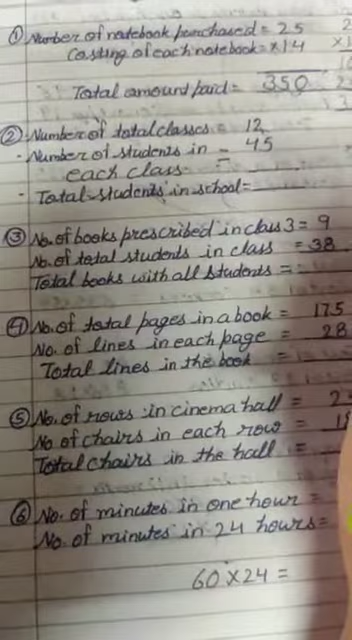 ① Number of notebook purchased = 25
Costing of each notebook = ×14
Total amount paid = 350
② Number of total classes = 12
- Number of students in = 45
each class
- Total students in school =
③ No. of books prescribed in class 3 = 9
No. of total students in class = 38
Total books with all students =
④ No. of total pages in a book = 175
No. of lines in each page = 28
Total lines in the book =
⑤ No. of rows in cinema hall = 2
No of chairs in each row =
Total chairs in the hall =
⑥ No. of minutes in one hour =
No. of minutes in 24 hours =
60 × 24 =